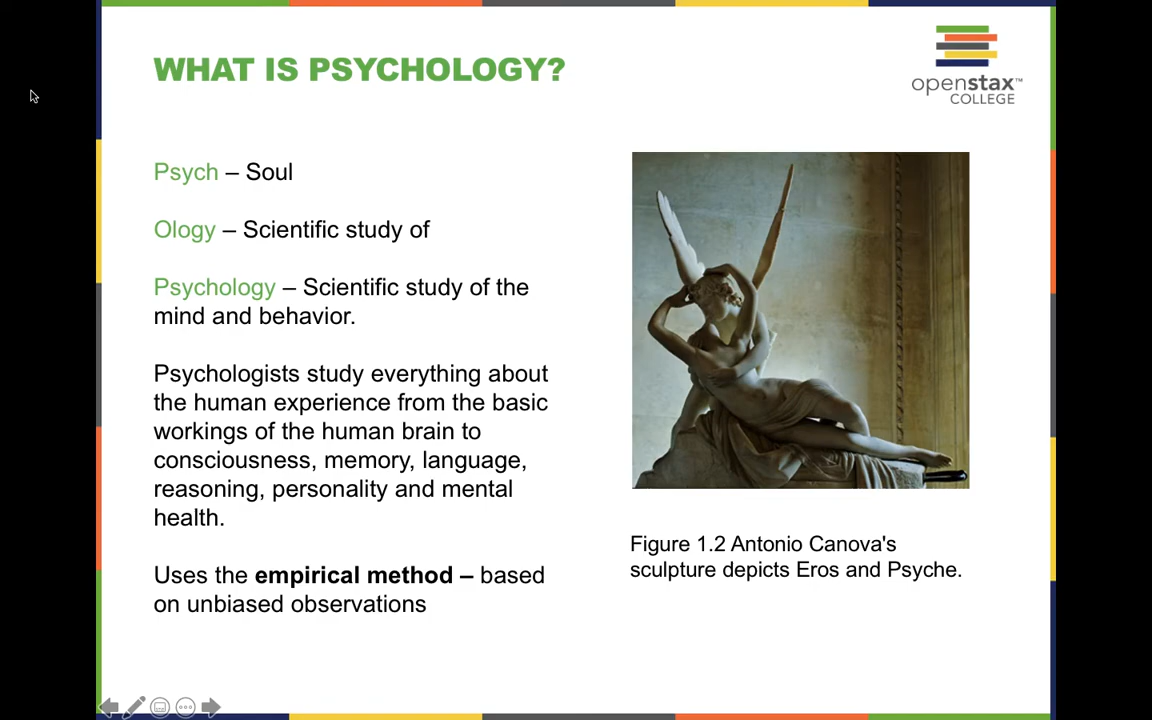 WHAT IS PSYCHOLOGY?
openstax™
COLLEGE
Psych – Soul
Ology – Scientific study of
Psychology – Scientific study of the
mind and behavior.
Psychologists study everything about
the human experience from the basic
workings of the human brain to
consciousness, memory, language,
reasoning, personality and mental
health.
Uses the empirical method – based
on unbiased observations
Figure 1.2 Antonio Canova's
sculpture depicts Eros and Psyche.